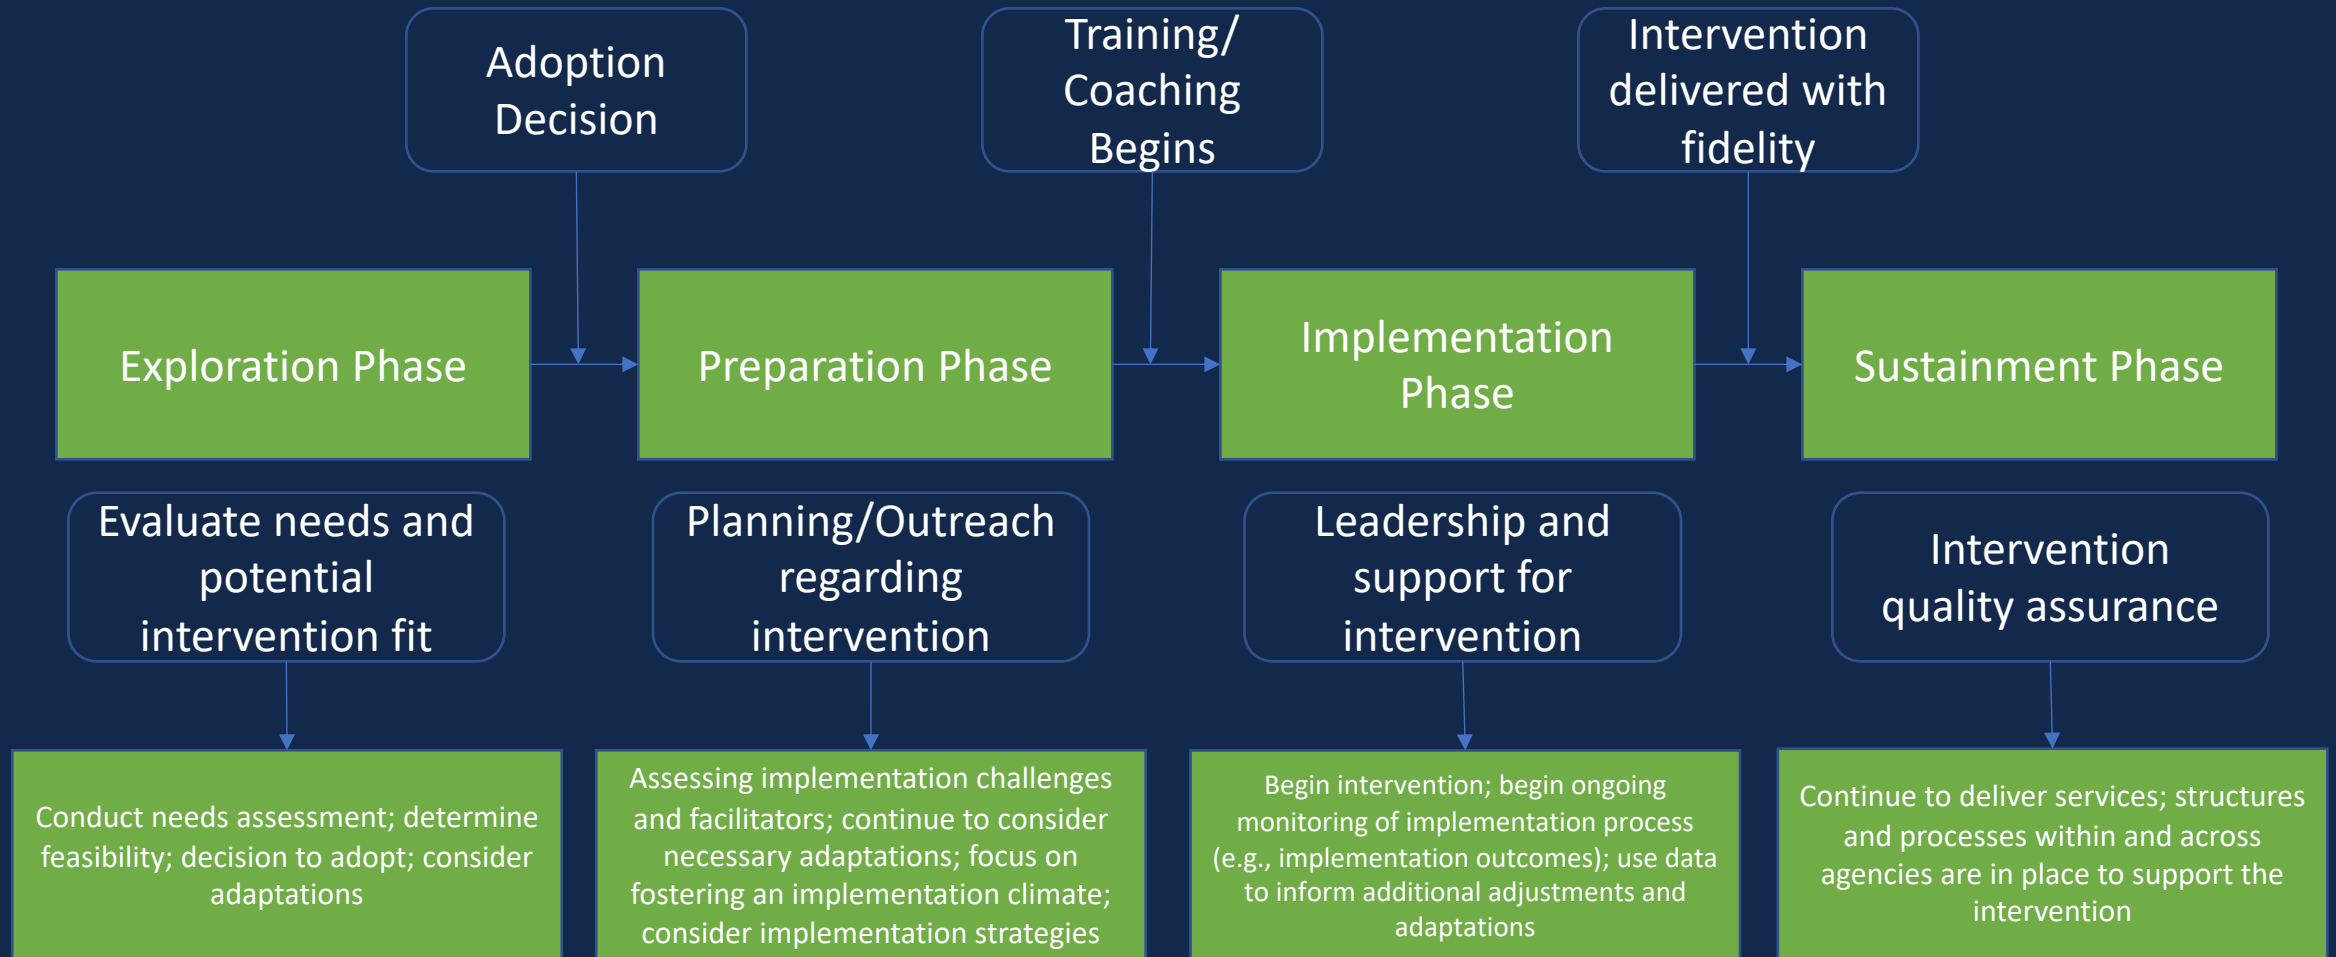 Adoption
Decision
Training/
Coaching
Begins
Intervention
delivered with
fidelity
Exploration Phase
Preparation Phase
Implementation
Phase
Sustainment Phase
Evaluate needs and
potential
intervention fit
Planning/Outreach
regarding
intervention
Leadership and
support for
intervention
Intervention
quality assurance
Conduct needs assessment; determine
feasibility; decision to adopt; consider
adaptations
Assessing implementation challenges
and facilitators; continue to consider
necessary adaptations; focus on
fostering an implementation climate;
consider implementation strategies
Begin intervention; begin ongoing
monitoring of implementation process
(e.g., implementation outcomes); use data
to inform additional adjustments and
adaptations
Continue to deliver services; structures
and processes within and across
agencies are in place to support the
intervention